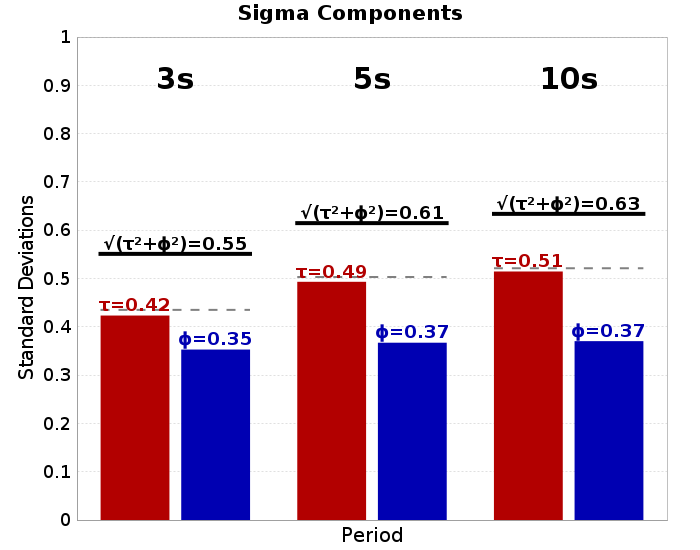 Sigma Components
1
0.9
0.8
0.7
0.6
0.5
0.4
0.3
0.2
0.1
0
Standard Deviations
3s
5s
10s
√(τ²+ϕ²)=0.55
√(τ²+ϕ²)=0.61
√(τ²+ϕ²)=0.63
τ=0.42
ϕ=0.35
τ=0.49
ϕ=0.37
τ=0.51
ϕ=0.37
Period